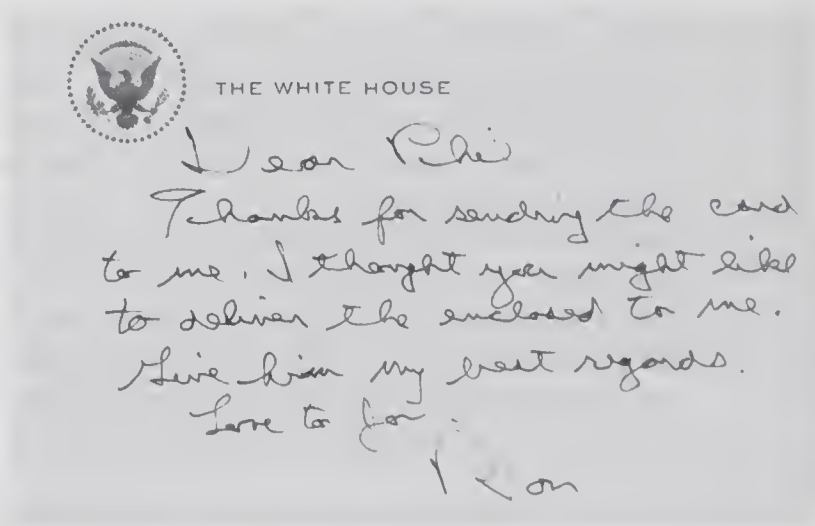 THE WHITE HOUSE
Dear Phil
Thanks for sending the card
to me. I thought you might like
to deliver the enclosed to me.
Give him my best regards.
Love to
Ron